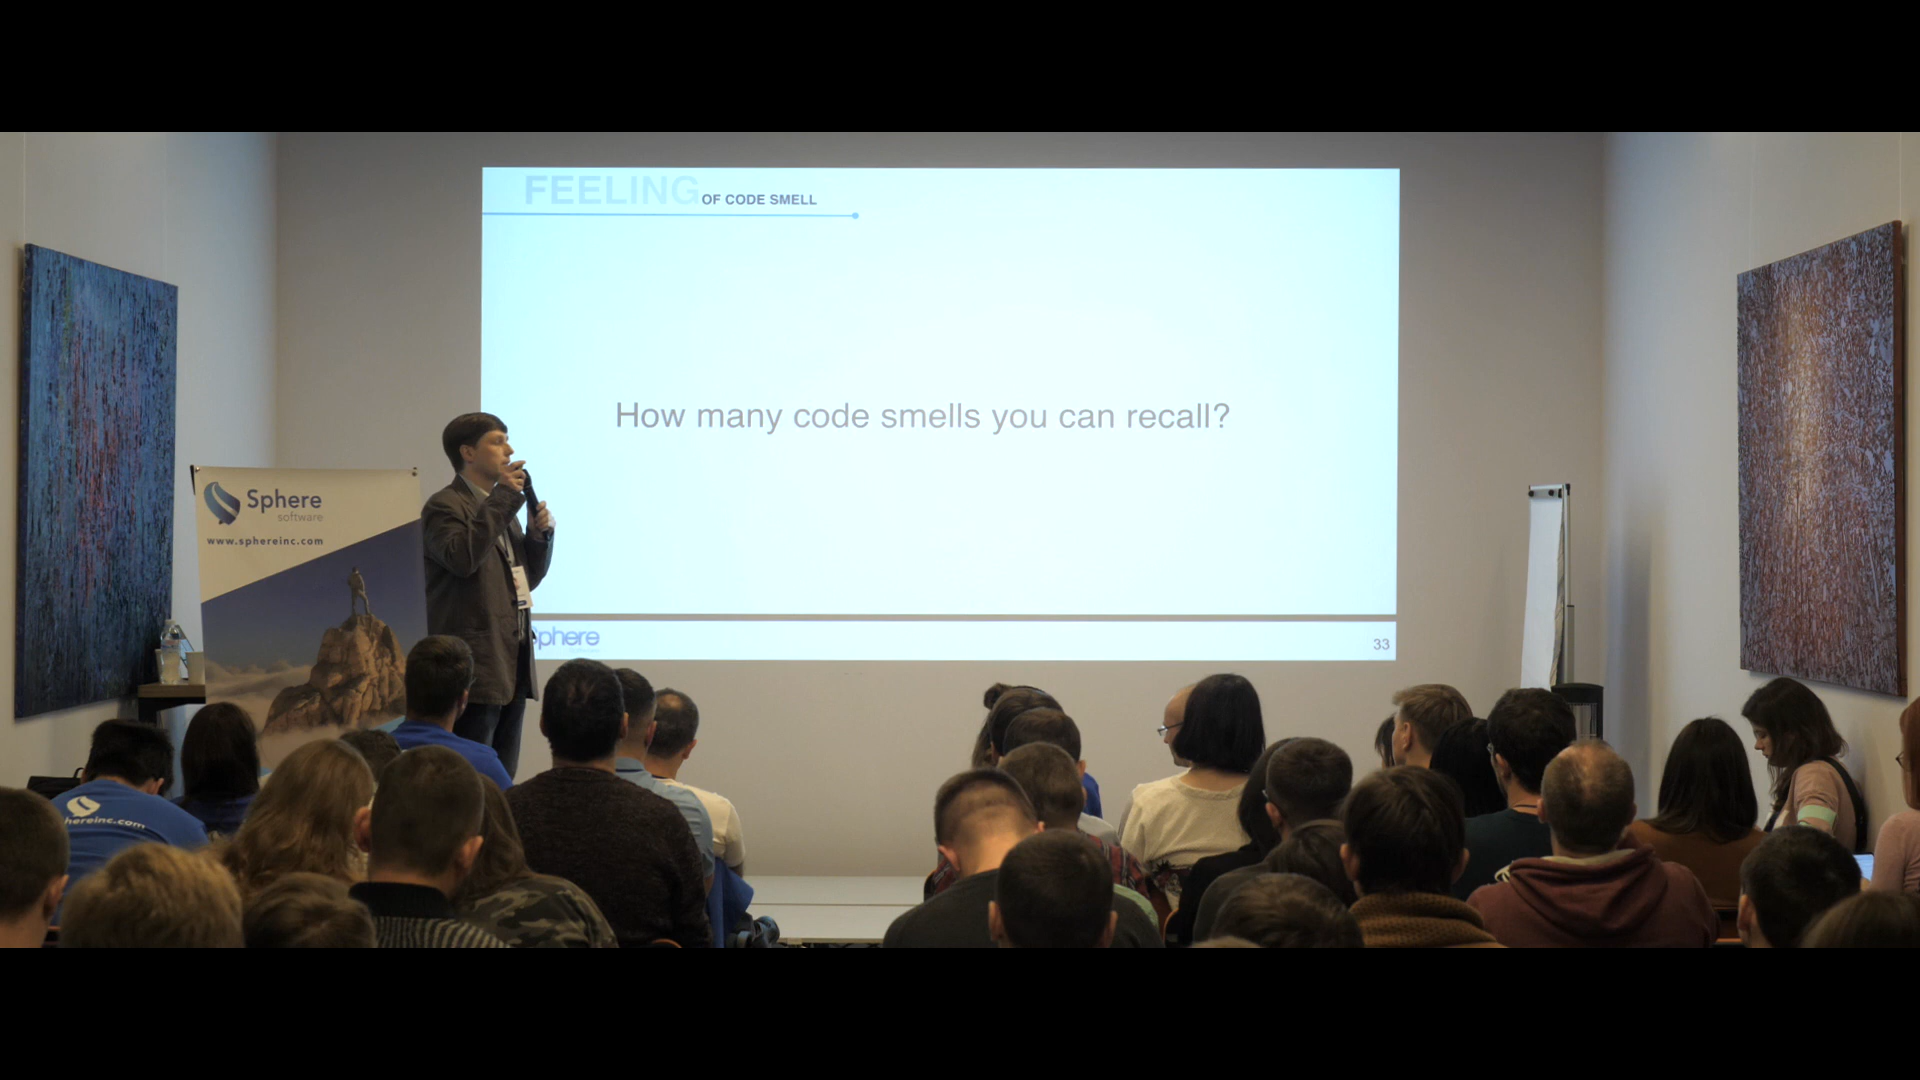 FEELING OF CODE SMELL
How many code smells you can recall?
Sphere
software
www.sphereinc.com
phere
33
hereinc.com